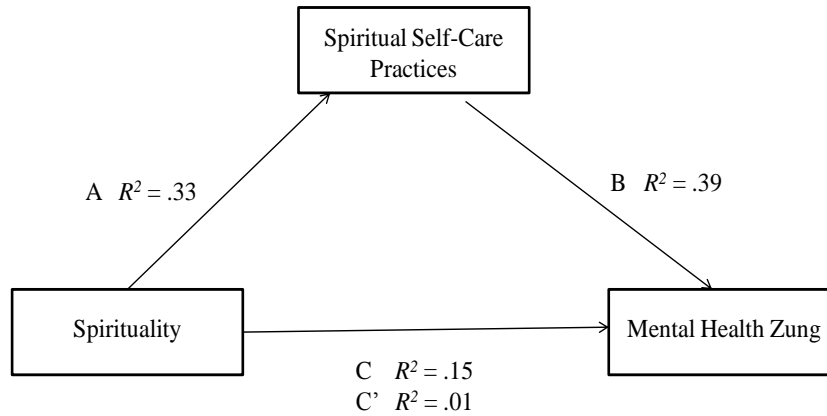 Spiritual Self-Care
Practices
A R² = .33
B R² = .39
Spirituality
Mental Health Zung
C R² = .15
C’ R² = .01